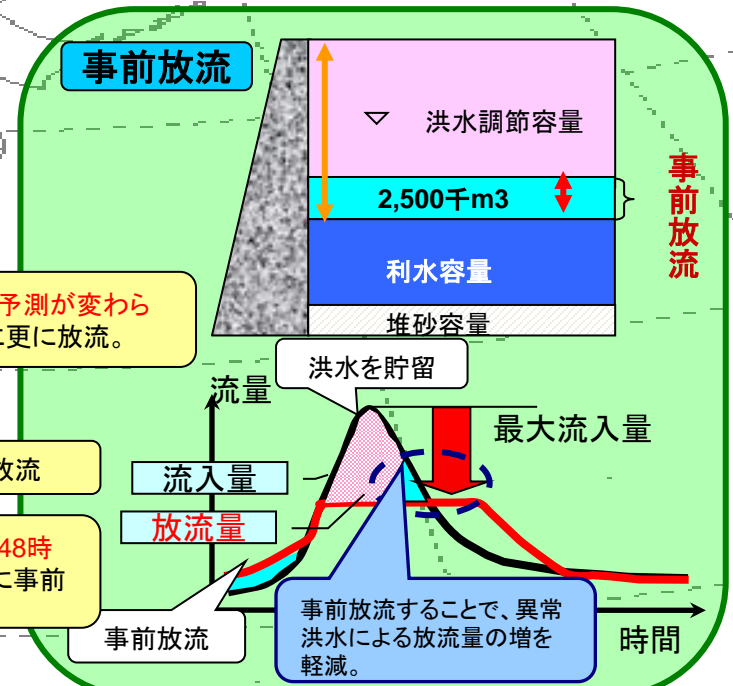 事前放流
▽ 洪水調節容量
2,500千m3
事前放流
利水容量
堆砂容量
予測が変わら
に更に放流。
洪水を貯留
流量
最大流入量
放流
流入量
放流量
48時
に事前
事前放流
事前放流することで、異常
洪水による放流量の増を
軽減。
時間